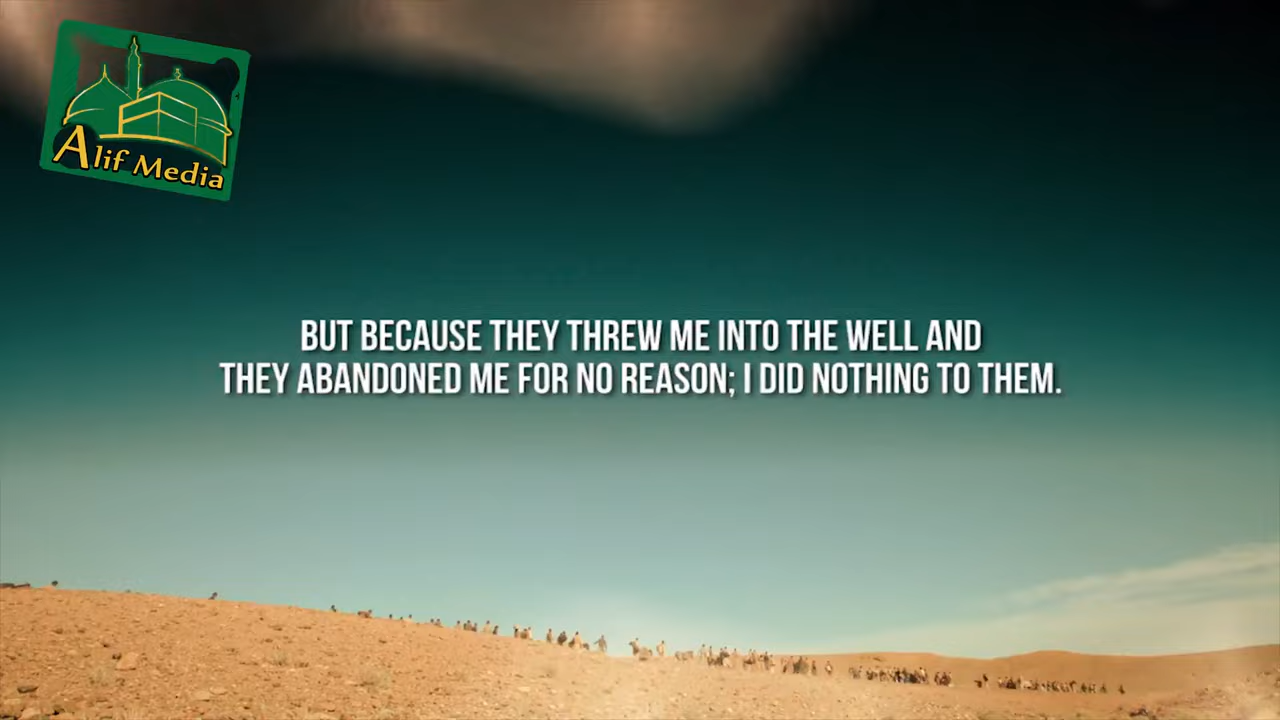 Alif Media
BUT BECAUSE THEY THREW ME INTO THE WELL AND
THEY ABANDONED ME FOR NO REASON; I DID NOTHING TO THEM.